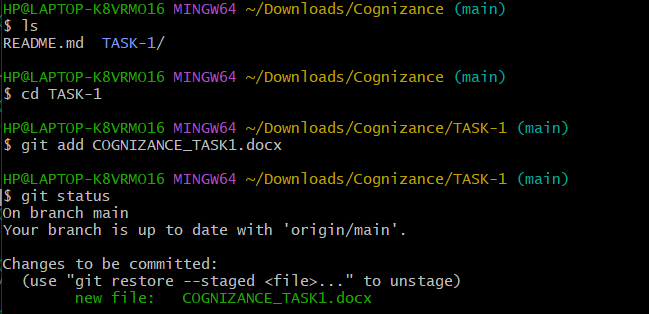 HP@LAPTOP-K8VRMO16 MINGW64 ~/Downloads/Cognizance (main)
$ ls
README.md  TASK-1/

HP@LAPTOP-K8VRMO16 MINGW64 ~/Downloads/Cognizance (main)
$ cd TASK-1

HP@LAPTOP-K8VRMO16 MINGW64 ~/Downloads/Cognizance/TASK-1 (main)
$ git add COGNIZANCE_TASK1.docx

HP@LAPTOP-K8VRMO16 MINGW64 ~/Downloads/Cognizance/TASK-1 (main)
$ git status
On branch main
Your branch is up to date with 'origin/main'.

Changes to be committed:
  (use "git restore --staged <file>..." to unstage)
        new file:   COGNIZANCE_TASK1.docx